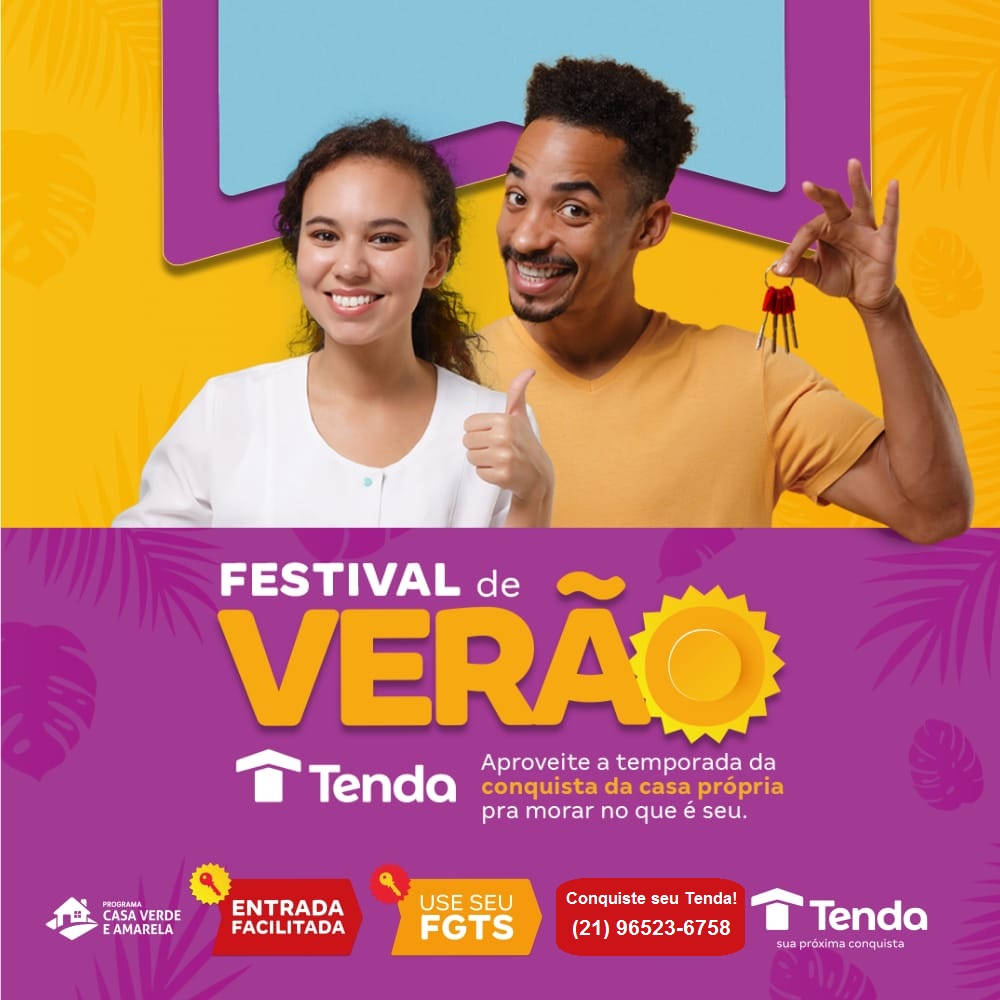 FESTIVAL de
VERÃO
Tenda
Aproveite a temporada da
conquista da casa própria
pra morar no que é seu.
PROGRAMA
CASA VERDE
E AMARELA
ENTRADA
FACILITADA
USE SEU
FGTS
Conquiste seu Tenda!
(21) 96523-6758
Tenda
sua próxima conquista